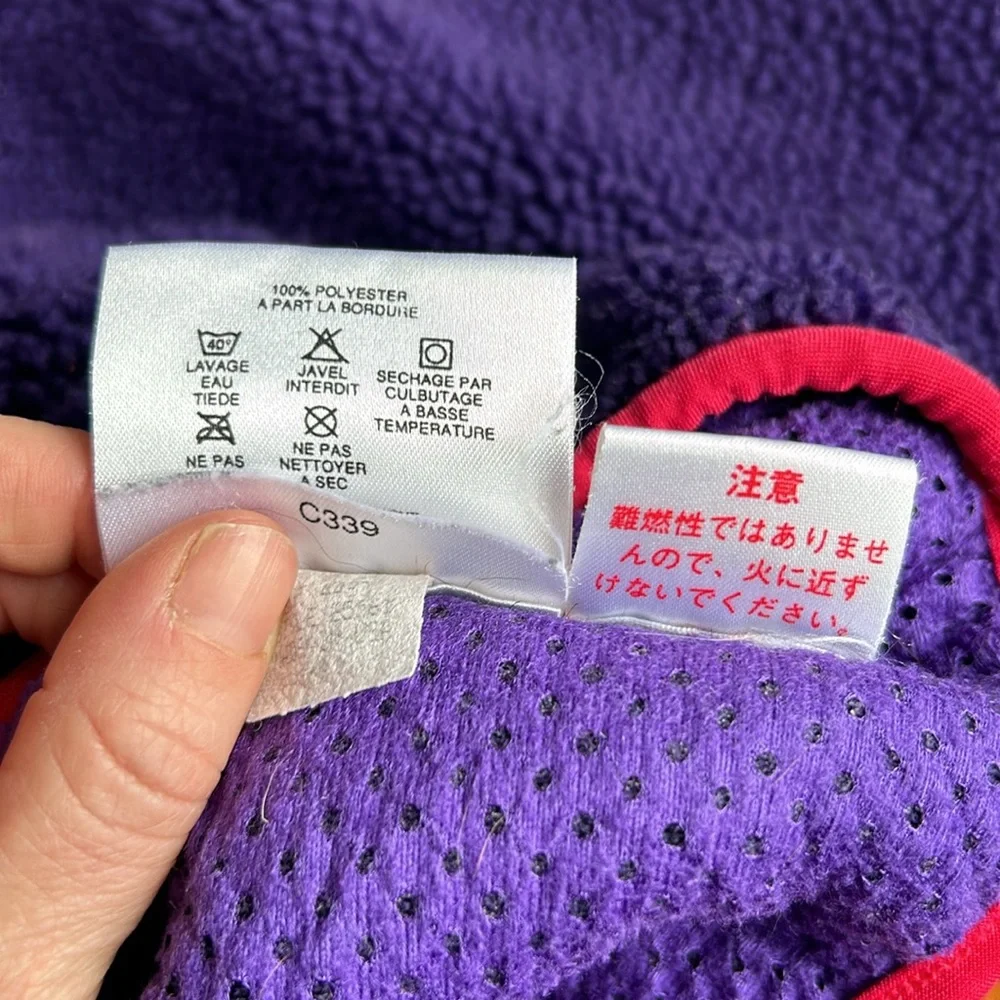 100% POLYESTER
A PART LA BORDURE
40°
LAVAGE
EAU
TIEDE
JAVEL
INTERDIT
SECHAGE PAR
CULBUTAGE
A BASSE
TEMPERATURE
NE PAS
NE PAS
NETTOYER
A SEC
C339
注意
難燃性ではありませ
んので、火に近ず
けないでください。